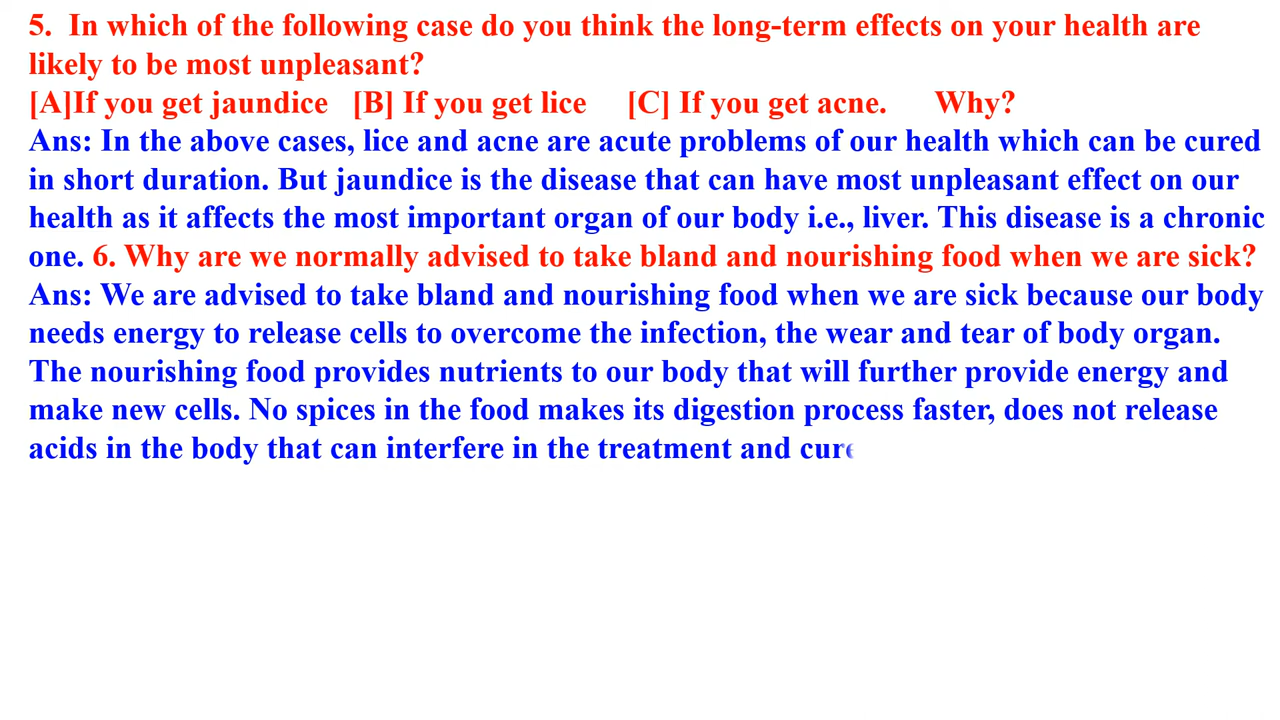 5.  In which of the following case do you think the long-term effects on your health are
likely to be most unpleasant?
[A]If you get jaundice   [B] If you get lice     [C] If you get acne.     Why?
Ans: In the above cases, lice and acne are acute problems of our health which can be cured
in short duration. But jaundice is the disease that can have most unpleasant effect on our
health as it affects the most important organ of our body i.e., liver. This disease is a chronic
one. 6. Why are we normally advised to take bland and nourishing food when we are sick?
Ans: We are advised to take bland and nourishing food when we are sick because our body
needs energy to release cells to overcome the infection, the wear and tear of body organ.
The nourishing food provides nutrients to our body that will further provide energy and
make new cells. No spices in the food makes its digestion process faster, does not release
acids in the body that can interfere in the treatment and cure